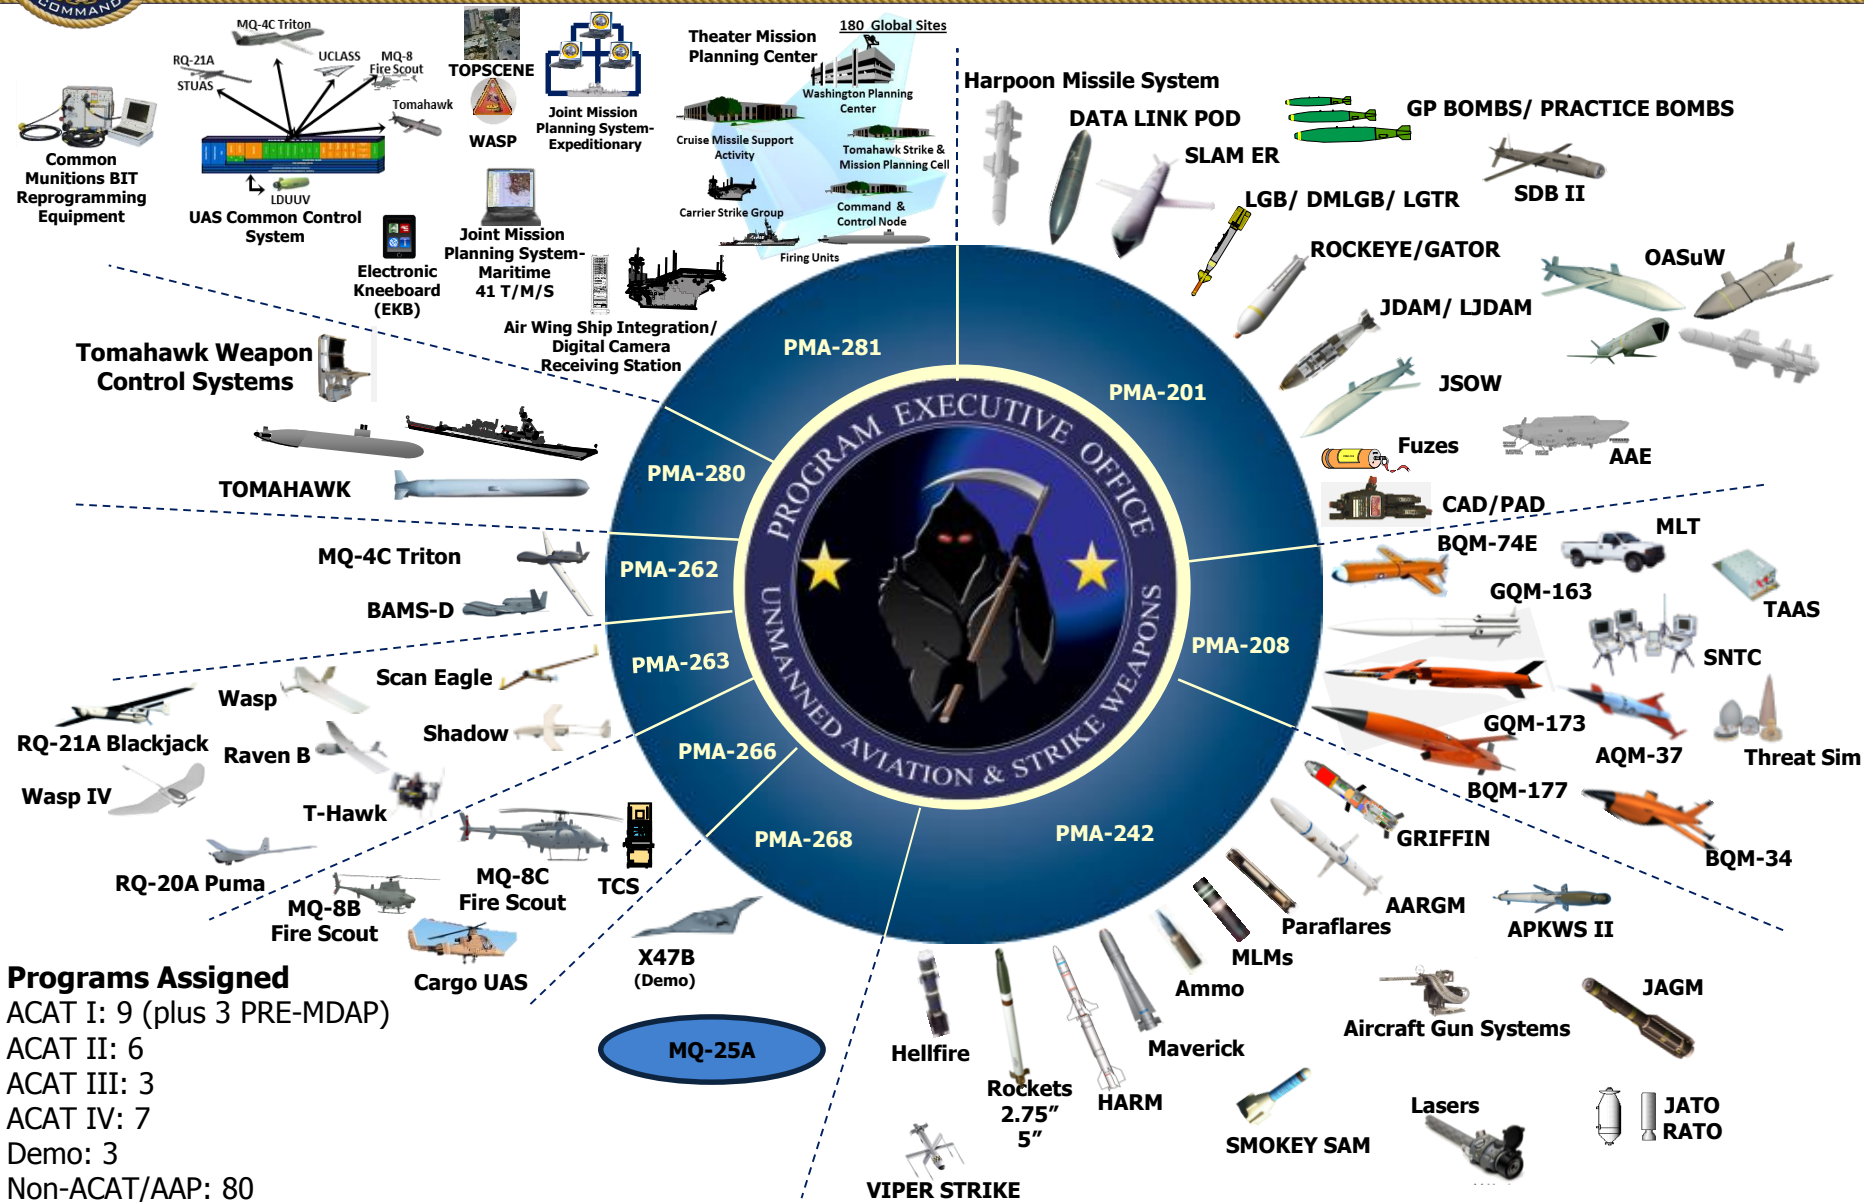 COMMAND
MQ-4C Triton
RQ-21A
STUAS
UCLASS
MQ-8
Fire Scout
Tomahawk
LDUUV
UAS Common Control
System
Common
Munitions BIT
Reprogramming
Equipment
TOPSCENE
WASP
Joint Mission
Planning System-
Expeditionary
Electronic
Kneeboard
(EKB)
Joint Mission
Planning System-
Maritime
41 T/M/S
Air Wing Ship Integration/
Digital Camera
Receiving Station
Theater Mission
Planning Center
180 Global Sites
Washington Planning
Center
Cruise Missile Support
Activity
Tomahawk Strike &
Mission Planning Cell
Carrier Strike Group
Command &
Control Node
Firing Units
Harpoon Missile System
DATA LINK POD
GP BOMBS/ PRACTICE BOMBS
SLAM ER
SDB II
LGB/ DMLGB/ LGTR
ROCKEYE/GATOR
OASuW
JDAM/ LJDAM
JSOW
Fuzes
AAE
CAD/PAD
Tomahawk Weapon
Control Systems
TOMAHAWK
MQ-4C Triton
BAMS-D
Scan Eagle
Wasp
Shadow
RQ-21A Blackjack
Raven B
Wasp IV
T-Hawk
RQ-20A Puma
MQ-8B
Fire Scout
MQ-8C
Fire Scout
TCS
Cargo UAS
X47B
(Demo)
MQ-25A
PMA-281
PMA-201
PMA-280
PMA-262
PMA-263
PMA-266
PMA-268
PMA-242
PMA-208
PROGRAM EXECUTIVE OFFICE
UNMANNED AVIATION & STRIKE WEAPONS
BQM-74E
MLT
GQM-163
TAAS
SNTC
GQM-173
AQM-37
Threat Sim
BQM-177
BQM-34
GRIFFIN
AARGM
APKWS II
Paraflares
MLMs
Ammo
JAGM
Aircraft Gun Systems
Maverick
Hellfire
Rockets
2.75”
5”
HARM
SMOKEY SAM
Lasers
JATO
RATO
VIPER STRIKE
Programs Assigned
ACAT I: 9 (plus 3 PRE-MDAP)
ACAT II: 6
ACAT III: 3
ACAT IV: 7
Demo: 3
Non-ACAT/AAP: 80